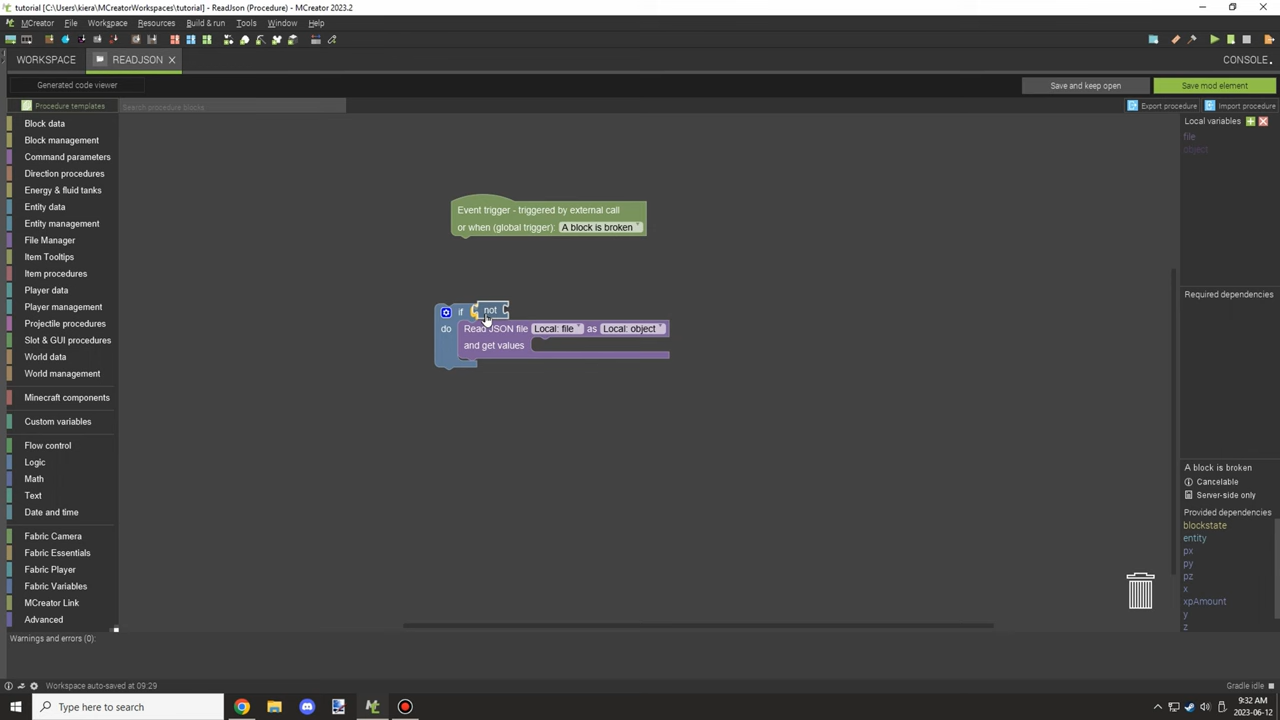 tutorial [C:\Users\kiera\MCreatorWorkspaces\tutorial] - ReadJson (Procedure) - MCreator 2023.2
MCreator File Workspace Resources Build & run Tools Window Help
WORKSPACE READJSON CONSOLE
Generated code viewer Save and keep open Save mod element
Procedure templates Search procedure blocks Export procedure Import procedure
Block data
Block management
Command parameters
Direction procedures
Energy & fluid tanks
Entity data
Entity management
File Manager
Item Tooltips
Item procedures
Player data
Player management
Projectile procedures
Slot & GUI procedures
World data
World management
Minecraft components
Custom variables
Flow control
Logic
Math
Text
Date and time
Fabric Camera
Fabric Essentials
Fabric Player
Fabric Variables
MCreator Link
Advanced
Event trigger - triggered by external call
or when (global trigger): A block is broken
if not
do Read JSON file Local: file as Local: object
and get values
Local variables
file
object
Required dependencies
A block is broken
Cancelable
Server-side only
Provided dependencies:
blockstate
entity
px
py
pz
x
xpAmount
y
z
Warnings and errors (0):
Workspace auto-saved at 09:29 Gradle idle
Type here to search
9:32 AM
2023-06-12